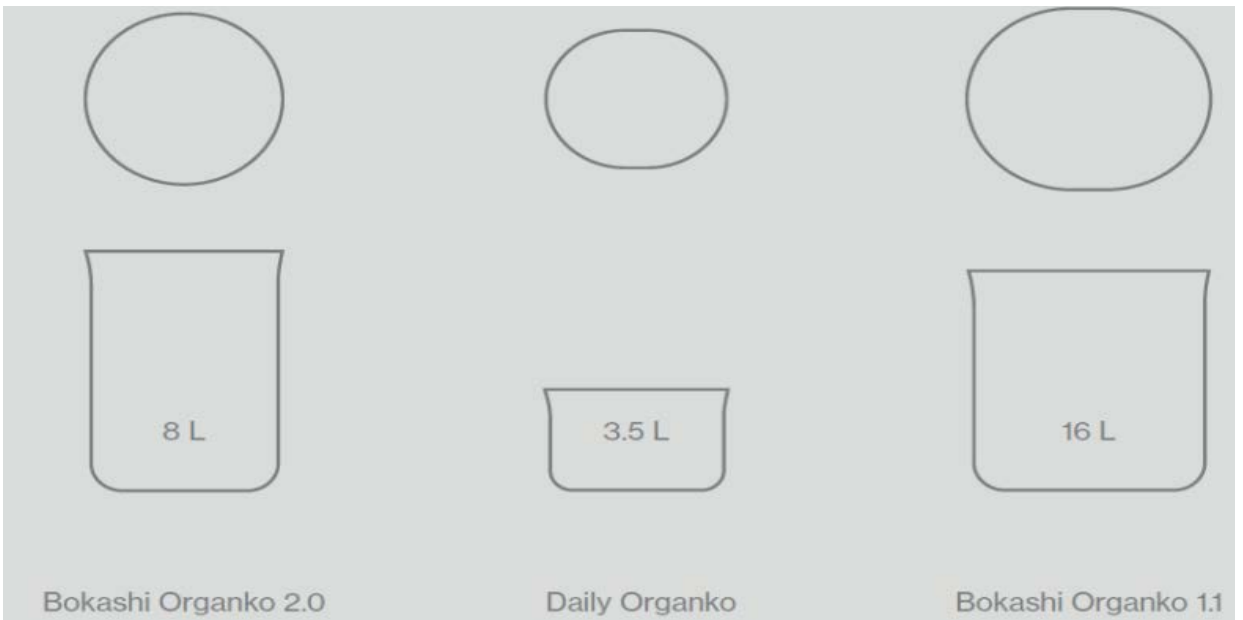 8 L
3.5 L
16 L
Bokashi Organko 2.0
Daily Organko
Bokashi Organko 1.1